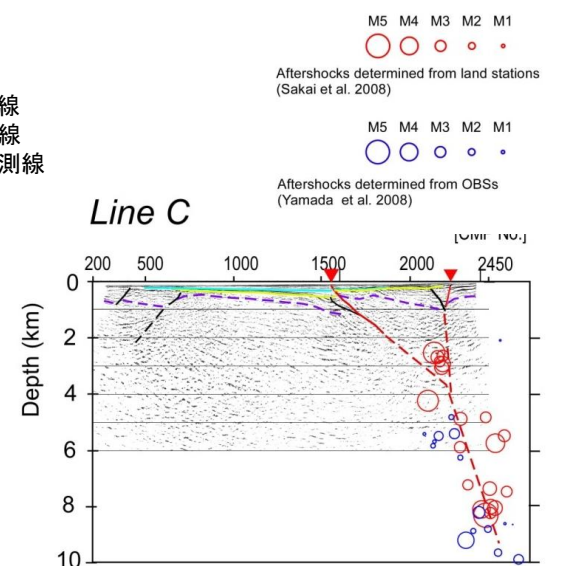 M5 M4 M3 M2 M1
Aftershocks determined from land stations
(Sakai et al. 2008)
線
線
測線
M5 M4 M3 M2 M1
Aftershocks determined from OBSs
(Yamada et al. 2008)
Line C
[CMP No.]
200 500 1000 1500 2000 2450
0
2
4
6
8
10
Depth (km)